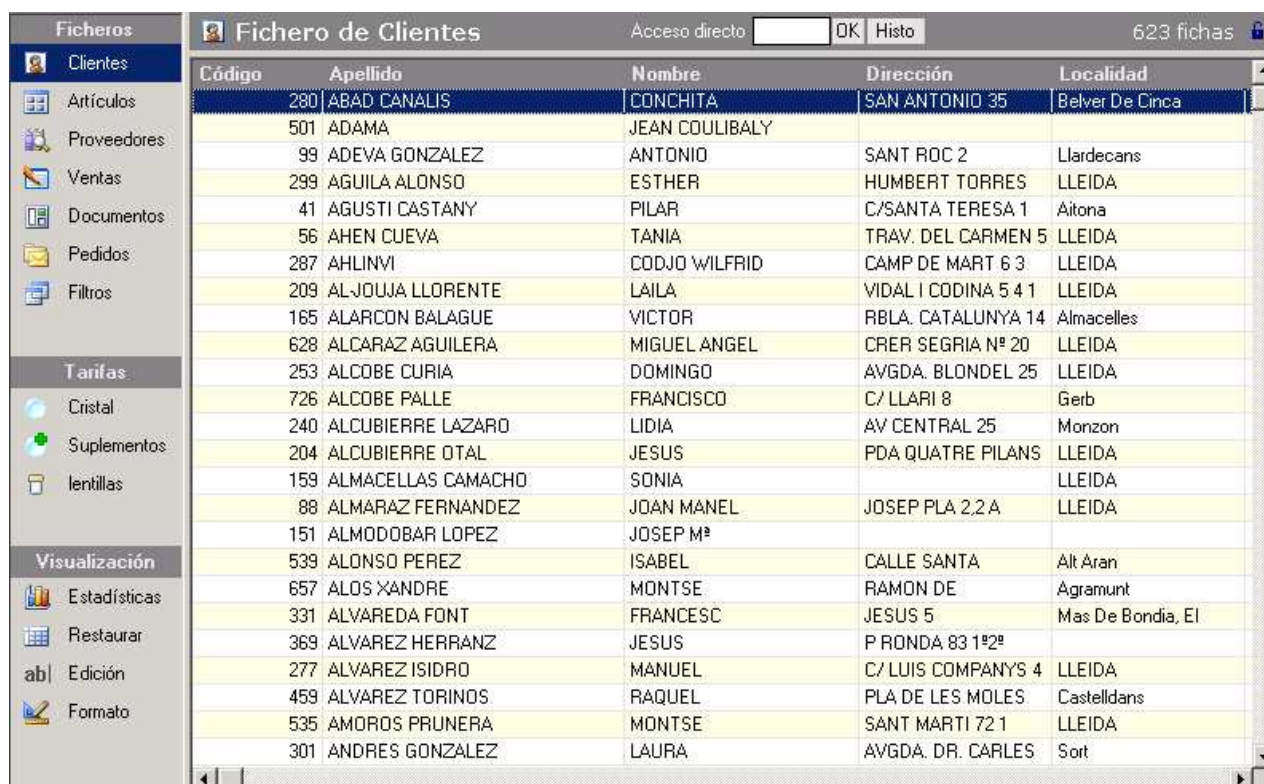 Ficheros
Clientes
Artículos
Proveedores
Ventas
Documentos
Pedidos
Filtros
Tarifas
Cristal
Suplementos
lentillas
Visualización
Estadísticas
Restaurar
ab| Edición
Formato
Fichero de Clientes Acceso directo OK Histo 623 fichas
Código Apellido Nombre Dirección Localidad
280 ABAD CANALIS CONCHITA SAN ANTONIO 35 Belver De Cinca
501 ADAMA JEAN COULIBALY
99 ADEVA GONZALEZ ANTONIO SANT ROC 2 Llardecans
299 AGUILA ALONSO ESTHER HUMBERT TORRES LLEIDA
41 AGUSTI CASTANY PILAR C/SANTA TERESA 1 Aitona
56 AHEN CUEVA TANIA TRAV. DEL CARMEN 5 LLEIDA
287 AHLINVI CODJO WILFRID CAMP DE MART 6 3 LLEIDA
209 AL-JOUJA LLORENTE LAILA VIDAL I CODINA 5 4 1 LLEIDA
165 ALARCON BALAGUE VICTOR RBLA. CATALUNYA 14 Almacelles
628 ALCARAZ AGUILERA MIGUEL ANGEL CRER SEGRIA Nº 20 LLEIDA
253 ALCOBE CURIA DOMINGO AVGDA. BLONDEL 25 LLEIDA
726 ALCOBE PALLE FRANCISCO C/ LLARI 8 Gerb
240 ALCUBIERRE LAZARO LIDIA AV CENTRAL 25 Monzon
204 ALCUBIERRE OTAL JESUS PDA QUATRE PILANS LLEIDA
159 ALMACELLAS CAMACHO SONIA LLEIDA
88 ALMARAZ FERNANDEZ JOAN MANEL JOSEP PLA 2,2 A LLEIDA
151 ALMODOBAR LOPEZ JOSEP Mª
539 ALONSO PEREZ ISABEL CALLE SANTA Alt Aran
657 ALOS XANDRE MONTSE RAMON DE Agramunt
331 ALVAREDA FONT FRANCESC JESUS 5 Mas De Bondia, El
369 ALVAREZ HERRANZ JESUS P RONDA 83 1º2º
277 ALVAREZ ISIDRO MANUEL C/ LUIS COMPANYS 4 LLEIDA
459 ALVAREZ TORINOS RAQUEL PLA DE LES MOLES Castelldans
535 AMOROS PRUNERA MONTSE SANT MARTI 72 1 LLEIDA
301 ANDRES GONZALEZ LAURA AVGDA. DR. CARLES Sort